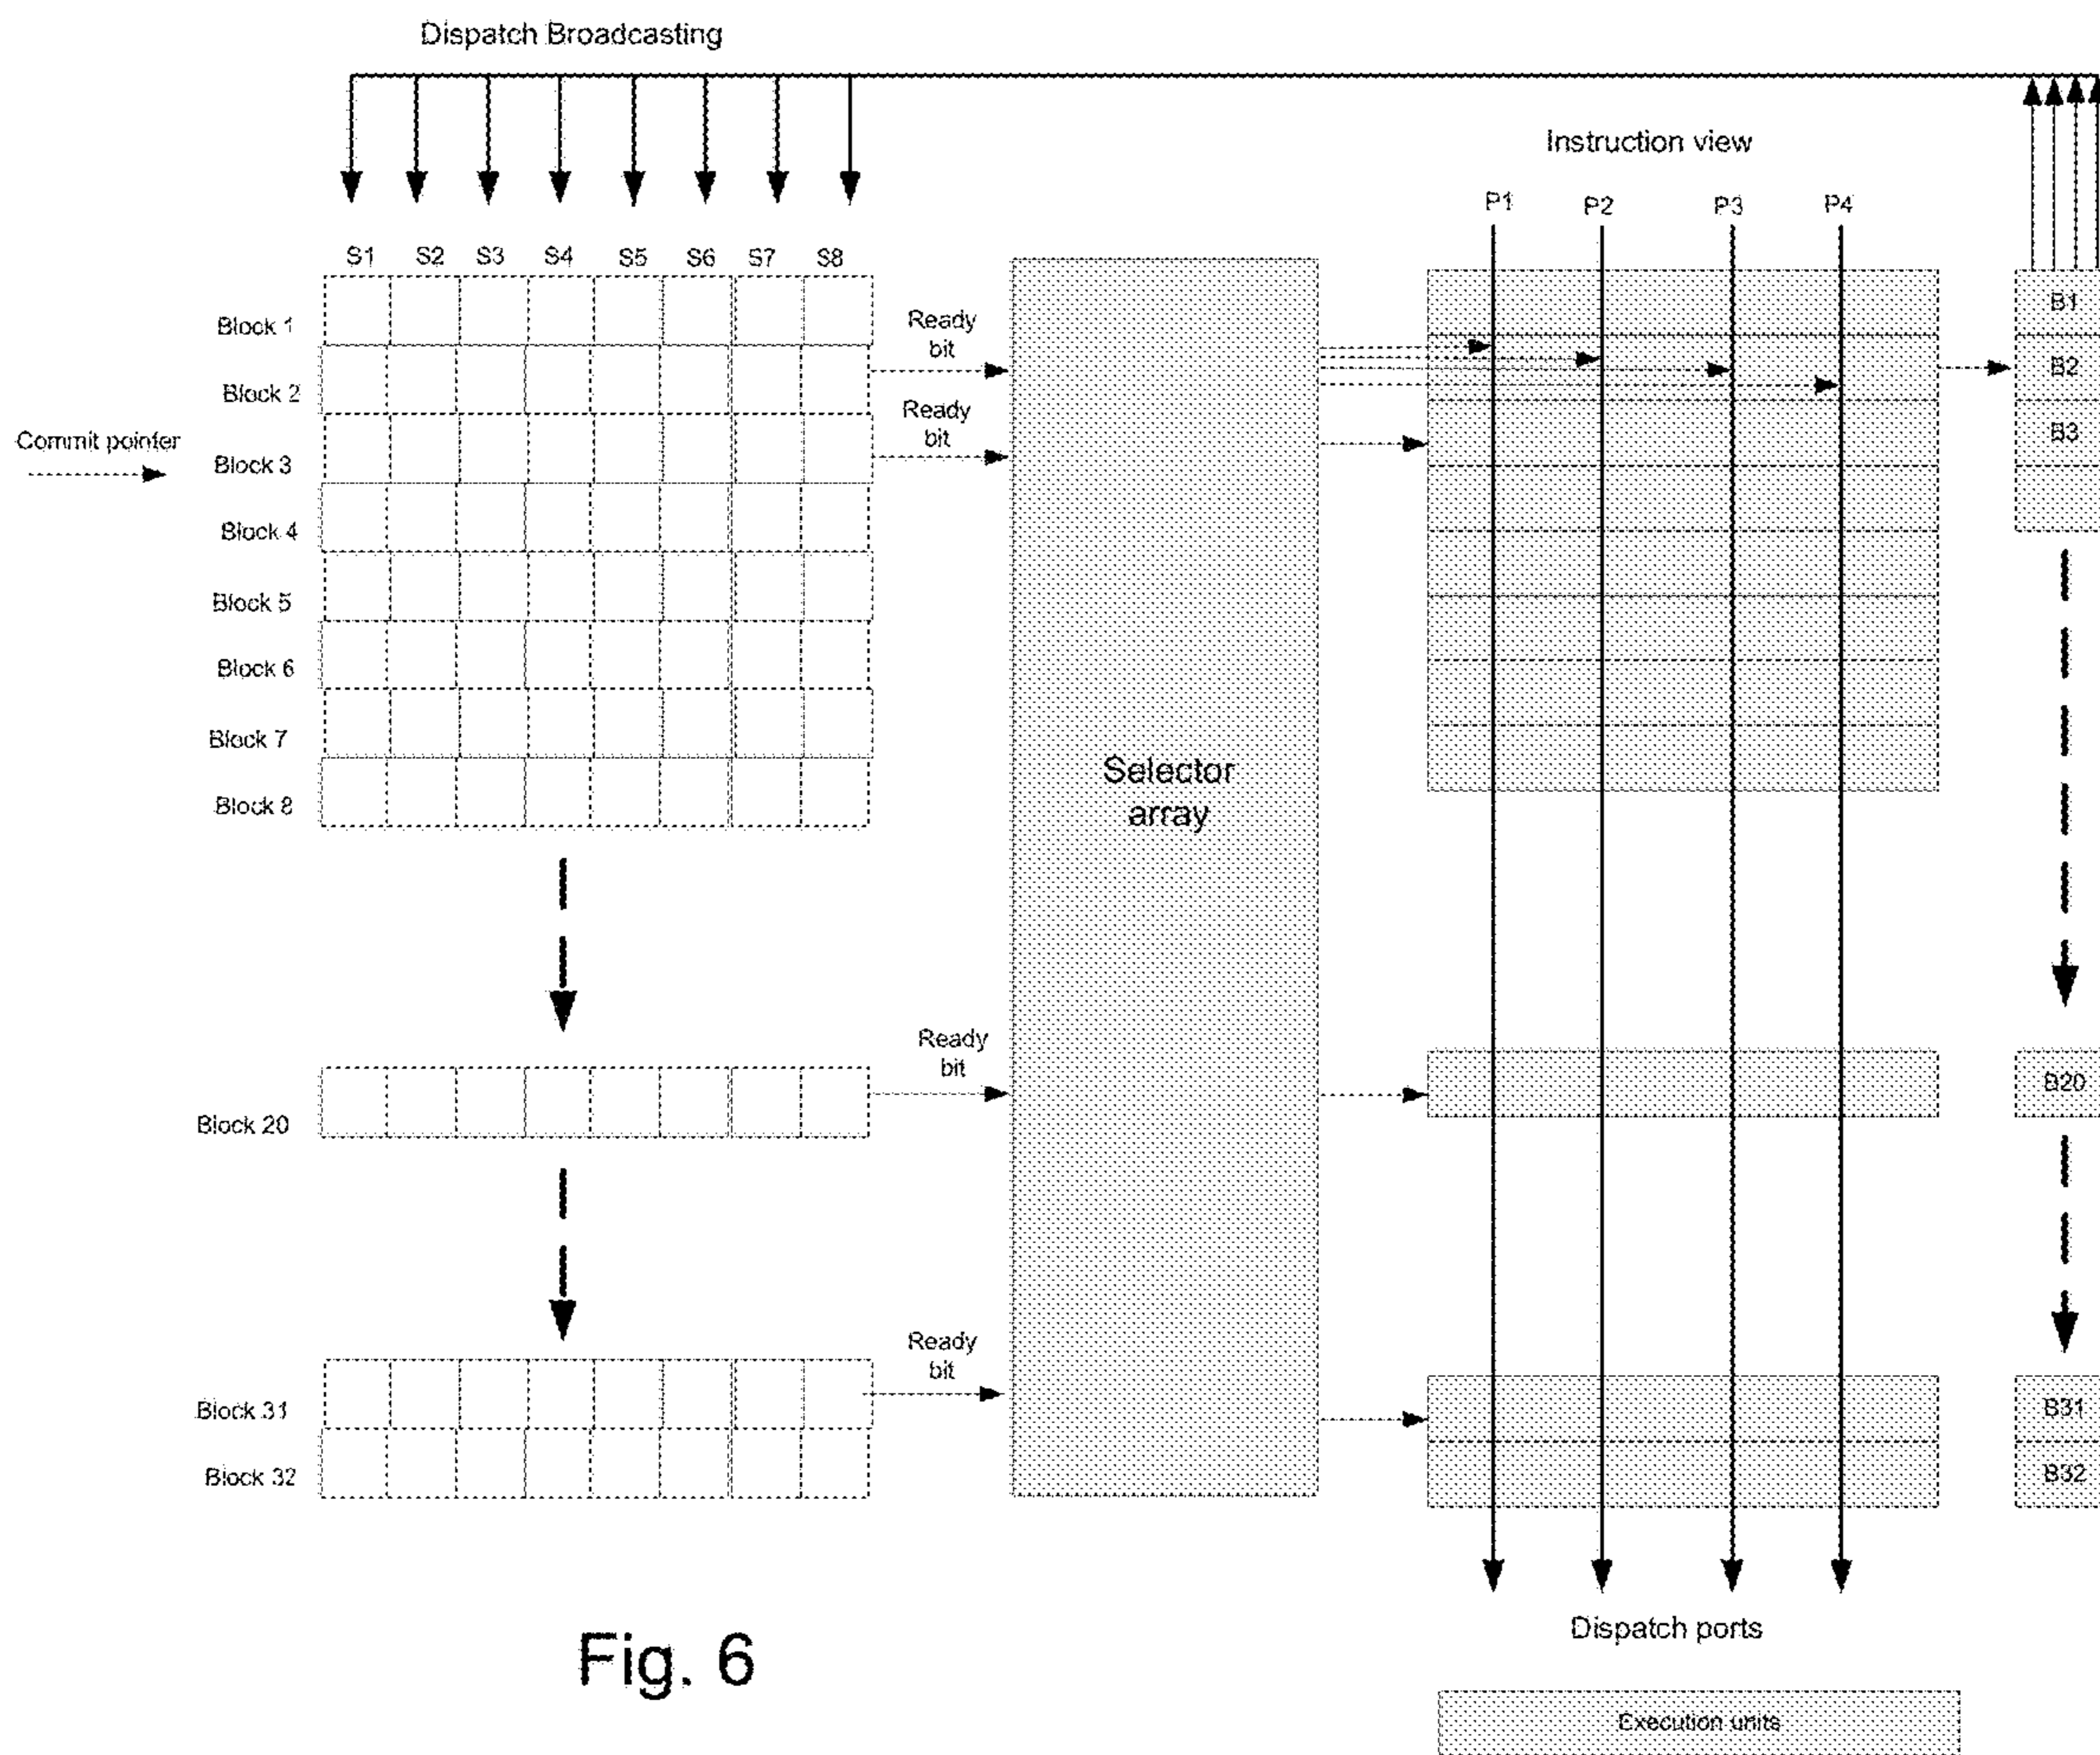 Dispatch Broadcasting
Instruction view
P1 P2 P3 P4
S1 S2 S3 S4 S5 S6 S7 S8
Block 1
Ready
bit
B1
Block 2
B2
Ready
bit
Commit pointer
Block 3
B3
Block 4
Block 5
Block 6
Block 7
Selector
array
Block 8
Ready
bit
Block 20
B20
Ready
bit
Block 31
B31
Block 32
B32
Dispatch ports
Fig. 6
Execution units